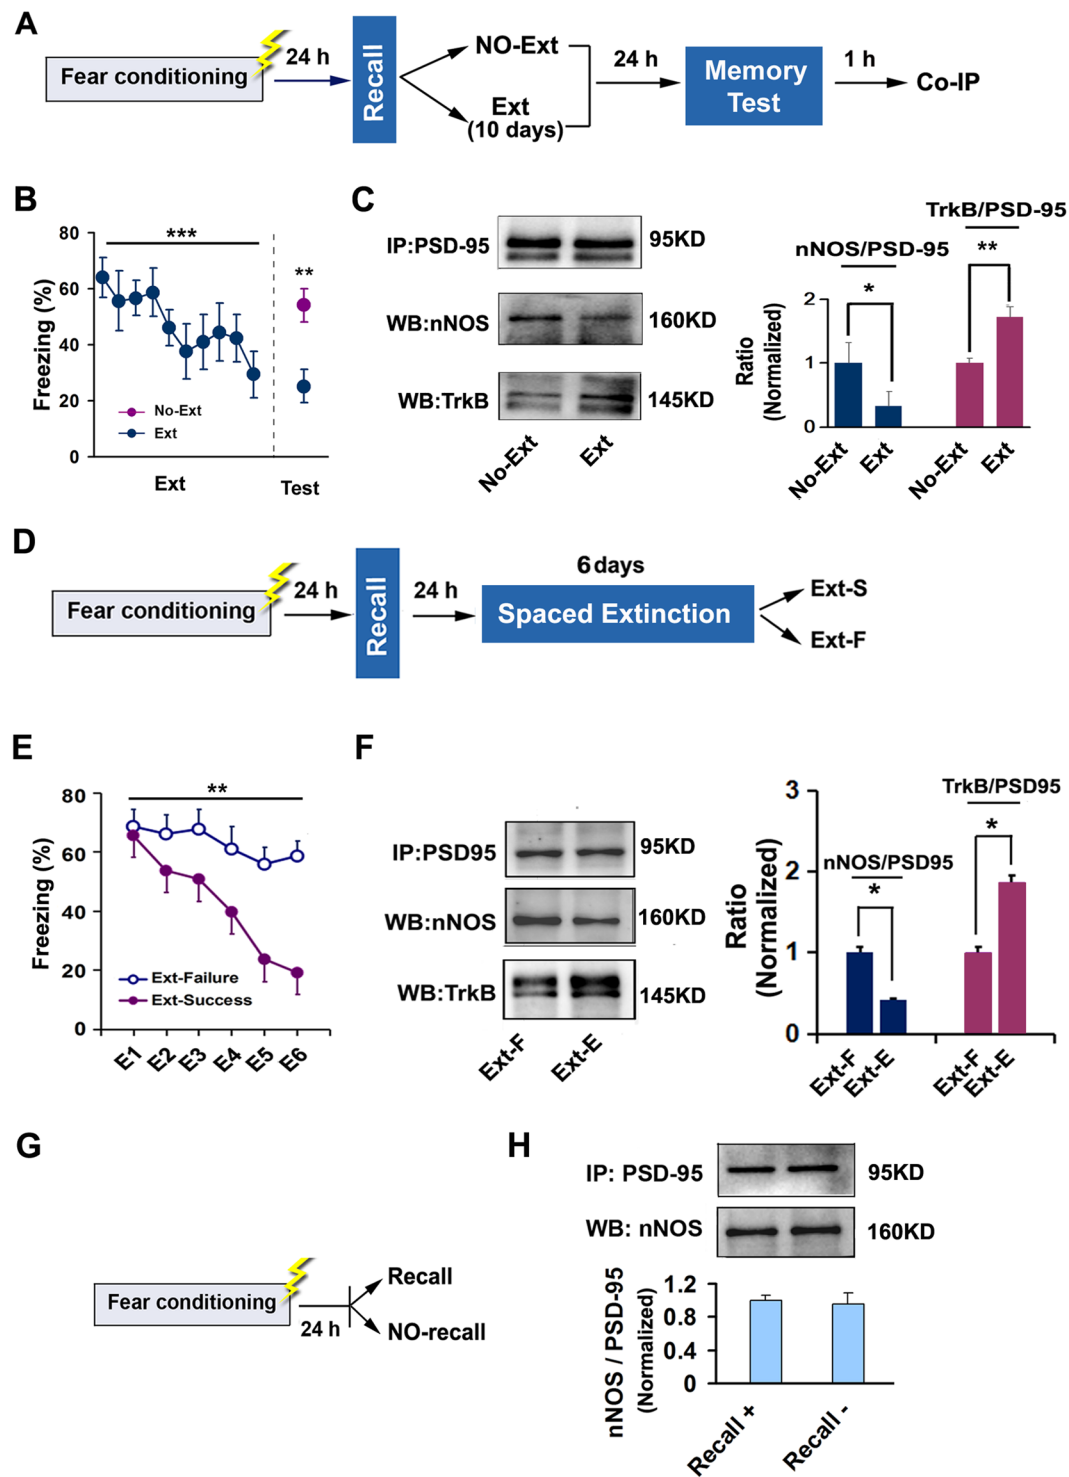 A
Fear conditioning
24 h
Recall
NO-Ext
Ext
(10 days)
24 h
Memory
Test
1 h
Co-IP
B
80
60
40
20
0
Freezing (%)
***
**
No-Ext
Ext
Ext
Test
C
IP:PSD-95
95KD
WB:nNOS
160KD
WB:TrkB
145KD
No-Ext
Ext
TrkB/PSD-95
nNOS/PSD-95
**
*
2
1
0
Ratio
(Normalized)
No-Ext
Ext
No-Ext
Ext
D
Fear conditioning
24 h
Recall
24 h
6 days
Spaced Extinction
Ext-S
Ext-F
E
80
60
40
20
0
Freezing (%)
**
Ext-Failure
Ext-Success
E1
E2
E3
E4
E5
E6
F
IP:PSD95
95KD
WB:nNOS
160KD
WB:TrkB
145KD
Ext-F
Ext-E
3
2
1
0
Ratio
(Normalized)
TrkB/PSD95
*
nNOS/PSD95
*
Ext-F
Ext-E
Ext-F
Ext-E
G
Fear conditioning
24 h
Recall
NO-recall
H
IP: PSD-95
95KD
WB: nNOS
160KD
nNOS / PSD-95
(Normalized)
1.2
0.8
0.4
0
Recall +
Recall -